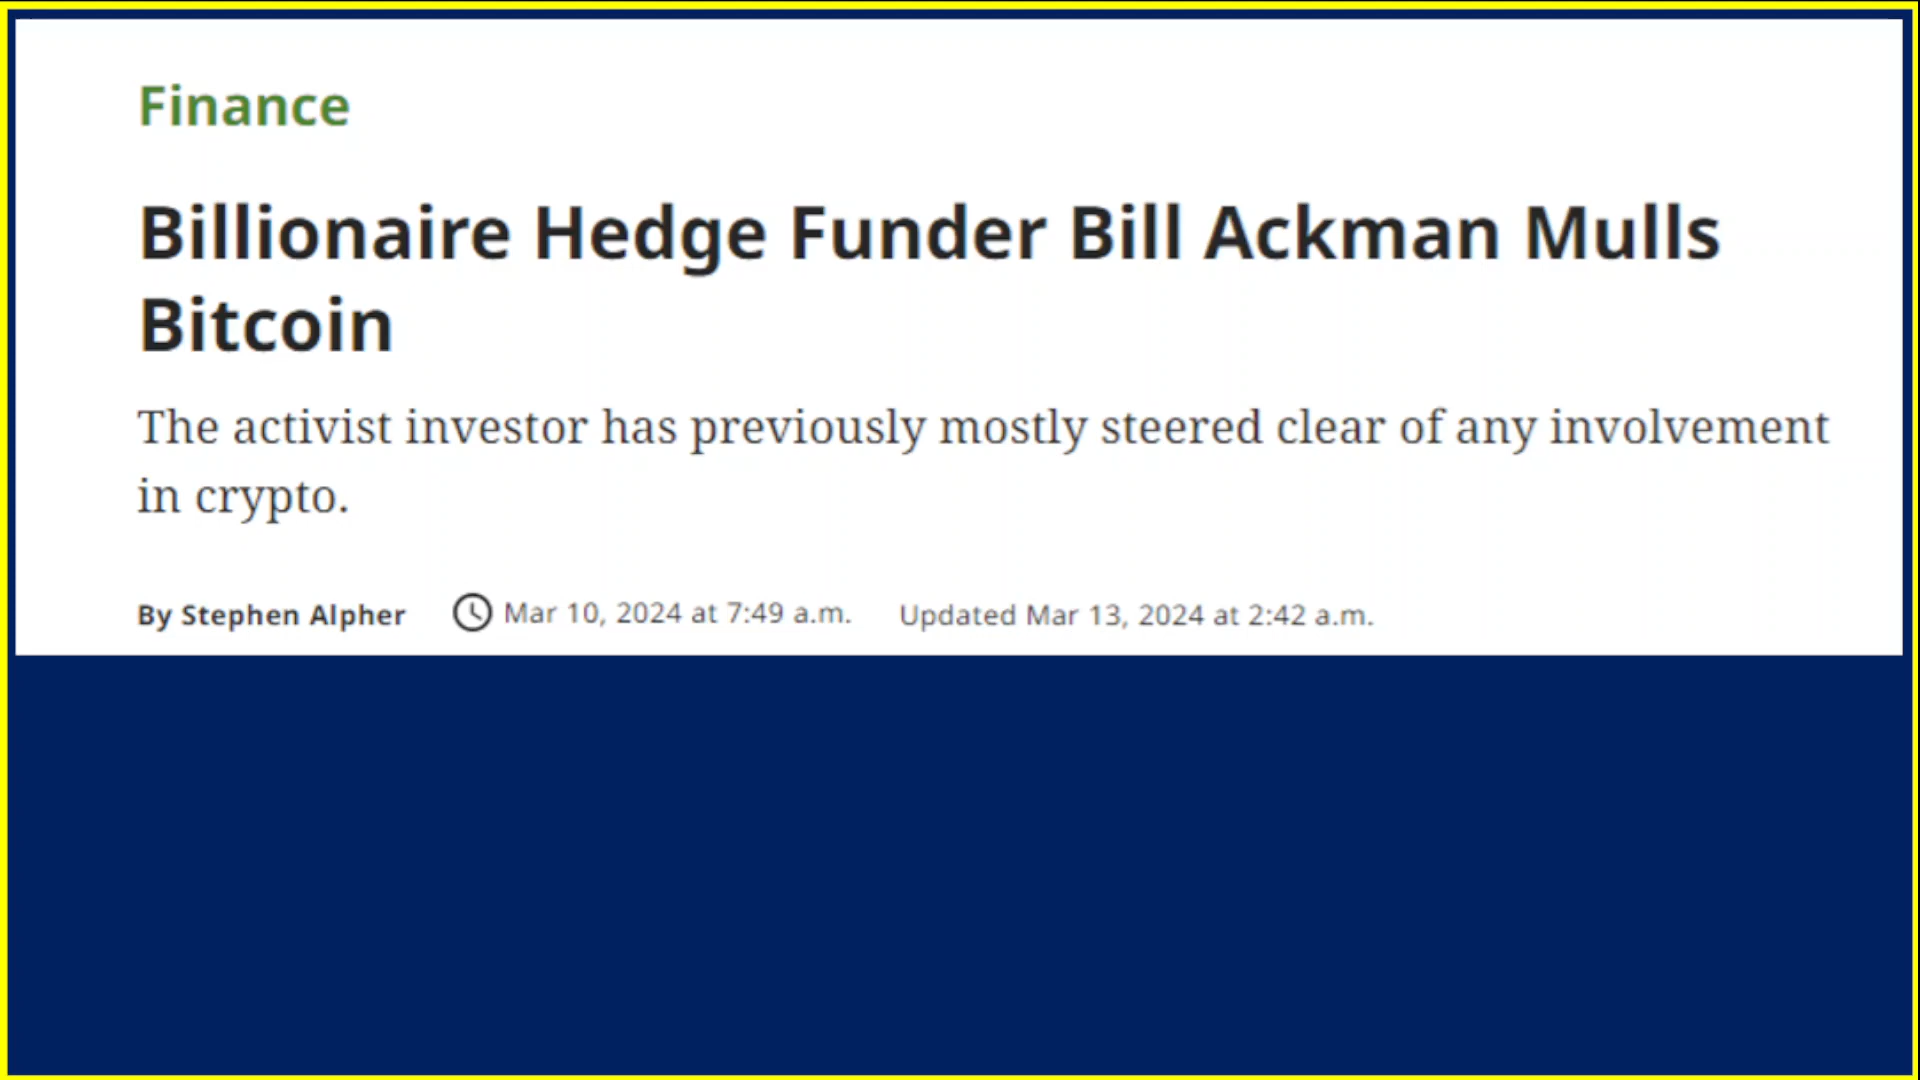 Finance
Billionaire Hedge Funder Bill Ackman Mulls
Bitcoin
The activist investor has previously mostly steered clear of any involvement
in crypto.
By Stephen Alpher Mar 10, 2024 at 7:49 a.m. Updated Mar 13, 2024 at 2:42 a.m.